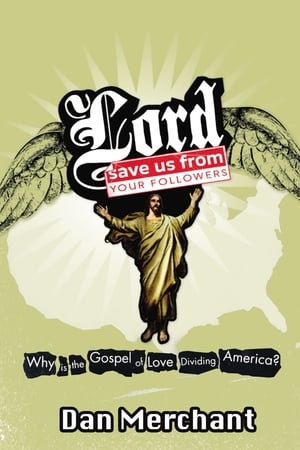 Lord
save us from
YOUR FOLLOWERS
Why is the Gospel of Love Dividing America?
Dan Merchant